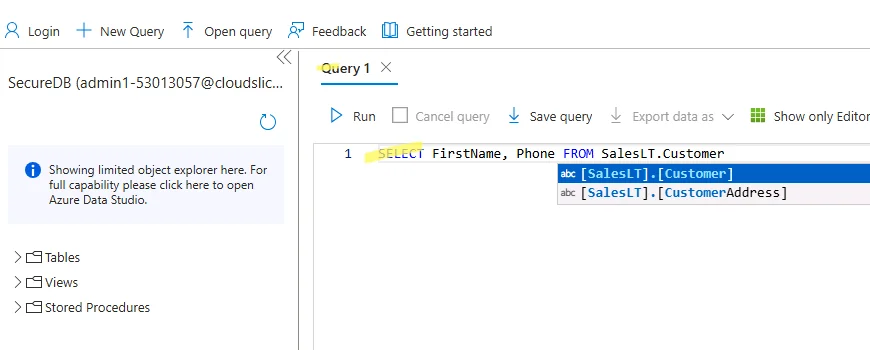 Login New Query Open query Feedback Getting started
SecureDB (admin1-53013057@cloudslic...
Showing limited object explorer here. For
full capability please click here to open
Azure Data Studio.
Tables
Views
Stored Procedures
Query 1
Run Cancel query Save query Export data as Show only Editor
1 SELECT FirstName, Phone FROM SalesLT.Customer
abc [SalesLT].[Customer]
abc [SalesLT].[CustomerAddress]